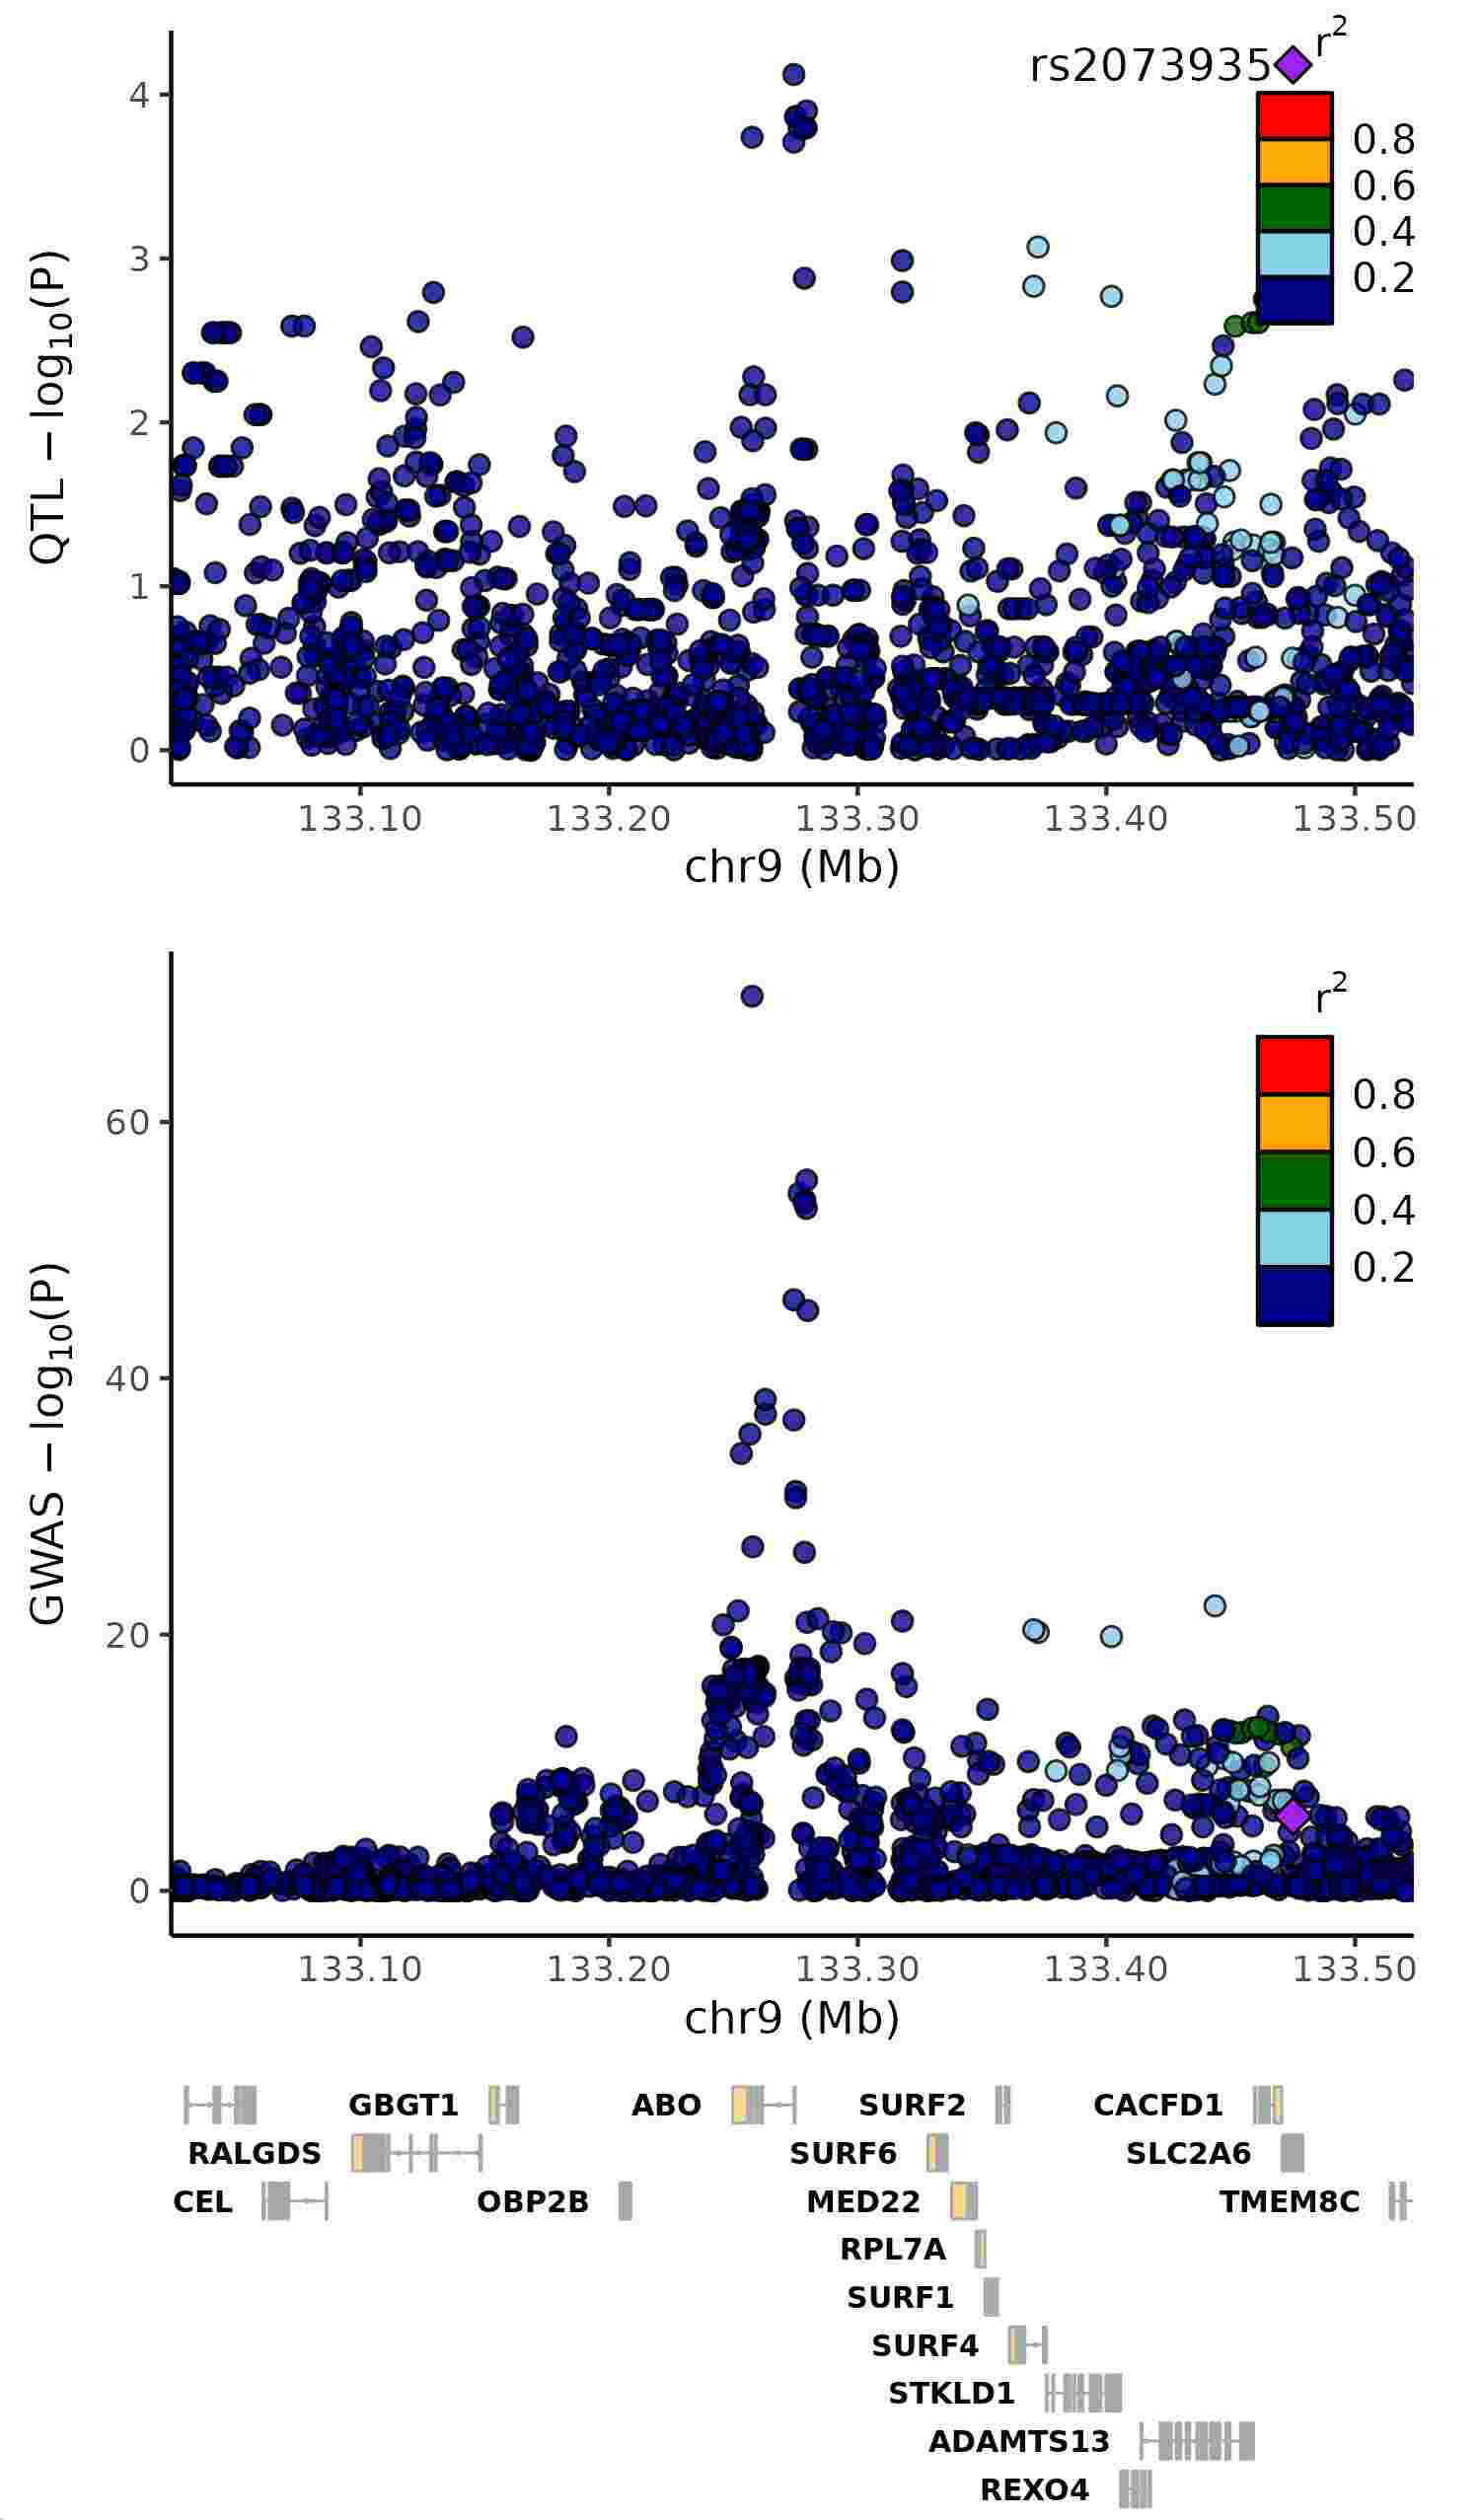 r2
rs2073935
0.8
0.6
0.4
0.2
4
3
2
1
0
QTL −log10(P)
133.10 133.20 133.30 133.40 133.50
chr9 (Mb)
r2
0.8
0.6
0.4
0.2
60
40
20
0
GWAS −log10(P)
133.10 133.20 133.30 133.40 133.50
chr9 (Mb)
GBGT1 ABO SURF2 CACFD1
RALGDS SURF6 SLC2A6
CEL OBP2B MED22 TMEM8C
RPL7A
SURF1
SURF4
STKLD1
ADAMTS13
REXO4